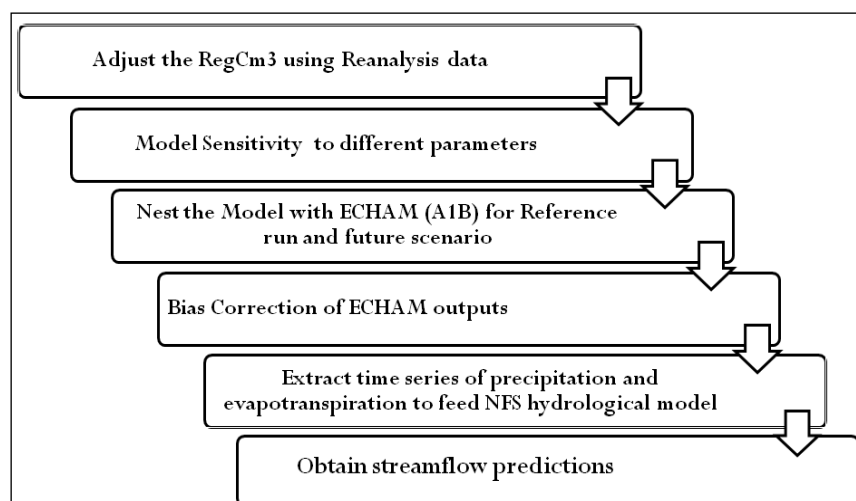 Adjust the RegCm3 using Reanalysis data
Model Sensitivity to different parameters
Nest the Model with ECHAM (A1B) for Reference
run and future scenario
Bias Correction of ECHAM outputs
Extract time series of precipitation and
evapotranspiration to feed NFS hydrological model
Obtain streamflow predictions